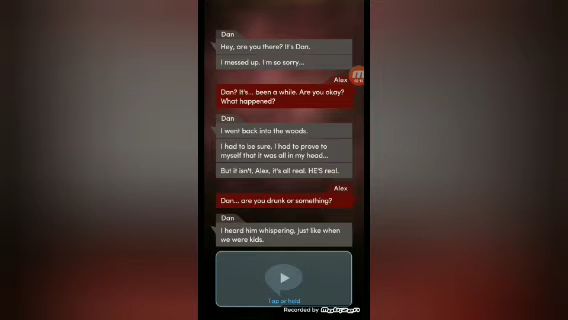 Dan
Hey, are you there? It's Dan.
I messed up. I'm so sorry...
Alex
Dan? It's... been a while. Are you okay?
What happened?
Dan
I went back into the woods.
I had to be sure. I had to prove to
myself that it was all in my head...
But it isn't, Alex, it's all real. HE'S real.
Alex
Dan... are you drunk or something?
Dan
I heard him whispering, just like when
we were kids.
Tap or hold
Recorded by